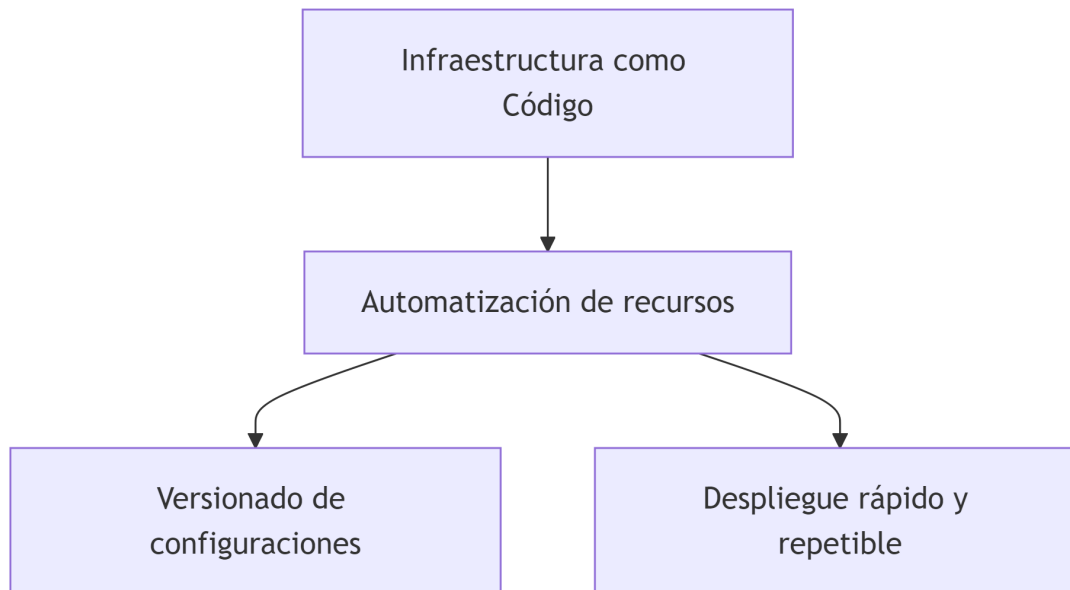 Infraestructura como
Código
Automatización de recursos
Versionado de
configuraciones
Despliegue rápido y
repetible